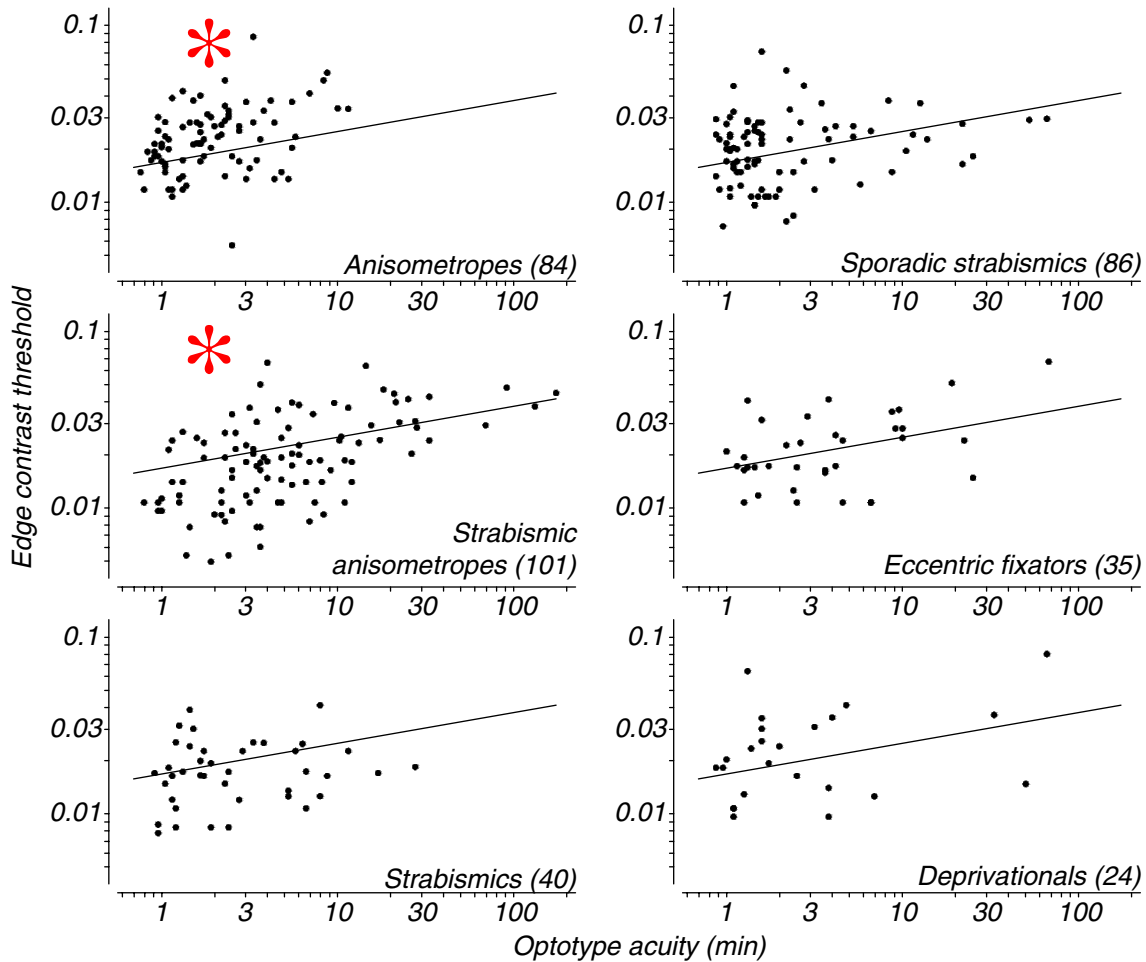 0.1
0.03
0.01
Anisometropes (84)
1 3 10 30 100
Sporadic strabismics (86)
0.1
0.03
0.01
1 3 10 30 100
Edge contrast threshold
0.1
0.03
0.01
Strabismic
anisometropes (101)
1 3 10 30 100
0.1
0.03
0.01
Eccentric fixators (35)
1 3 10 30 100
0.1
0.03
0.01
Strabismics (40)
1 3 10 30 100
0.1
0.03
0.01
Deprivationals (24)
1 3 10 30 100
Optotype acuity (min)